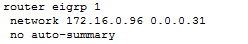 router eigrp 1
 network 172.16.0.96 0.0.0.31
 no auto-summary